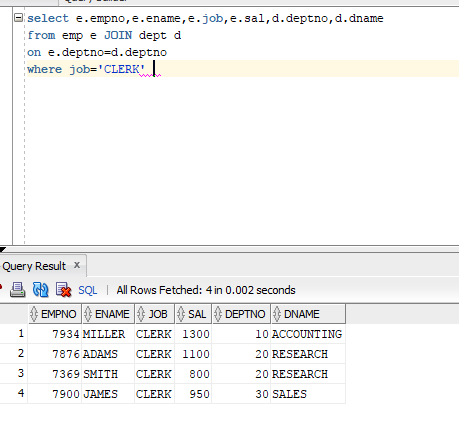 select e.empno,e.ename,e.job,e.sal,d.deptno,d.dname
from emp e JOIN dept d
on e.deptno=d.deptno
where job='CLERK'
Query Result x
SQL | All Rows Fetched: 4 in 0.002 seconds
EMPNO ENAME JOB SAL DEPTNO DNAME
1 7934 MILLER CLERK 1300 10 ACCOUNTING
2 7876 ADAMS CLERK 1100 20 RESEARCH
3 7369 SMITH CLERK 800 20 RESEARCH
4 7900 JAMES CLERK 950 30 SALES